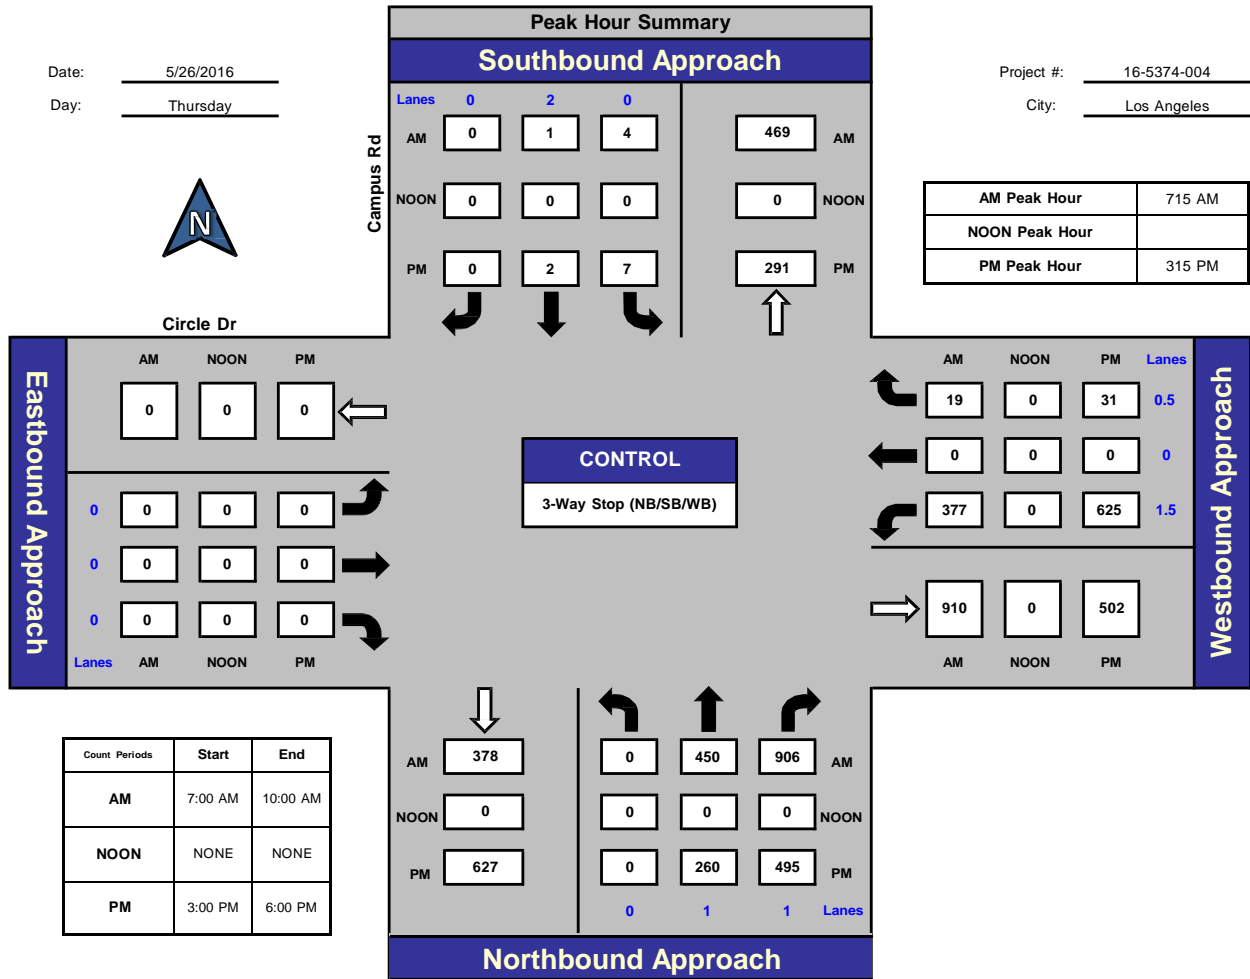 Peak Hour Summary
Southbound Approach
Date: 5/26/2016
Day: Thursday
Project #: 16-5374-004
City: Los Angeles
N
Campus Rd
Lanes 0 2 0
AM 0 1 4 469 AM
NOON 0 0 0 0 NOON
PM 0 2 7 291 PM
AM Peak Hour 715 AM
NOON Peak Hour
PM Peak Hour 315 PM
Circle Dr
Eastbound Approach
AM NOON PM
0 0 0
0 0 0 0
0 0 0 0
0 0 0 0
Lanes AM NOON PM
CONTROL
3-Way Stop (NB/SB/WB)
AM NOON PM Lanes
19 0 31 0.5
0 0 0 0
377 0 625 1.5
910 0 502
AM NOON PM
Westbound Approach
Count Periods Start End
AM 7:00 AM 10:00 AM
NOON NONE NONE
PM 3:00 PM 6:00 PM
AM 378 0 450 906 AM
NOON 0 0 0 0 NOON
PM 627 0 260 495 PM
0 1 1 Lanes
Northbound Approach